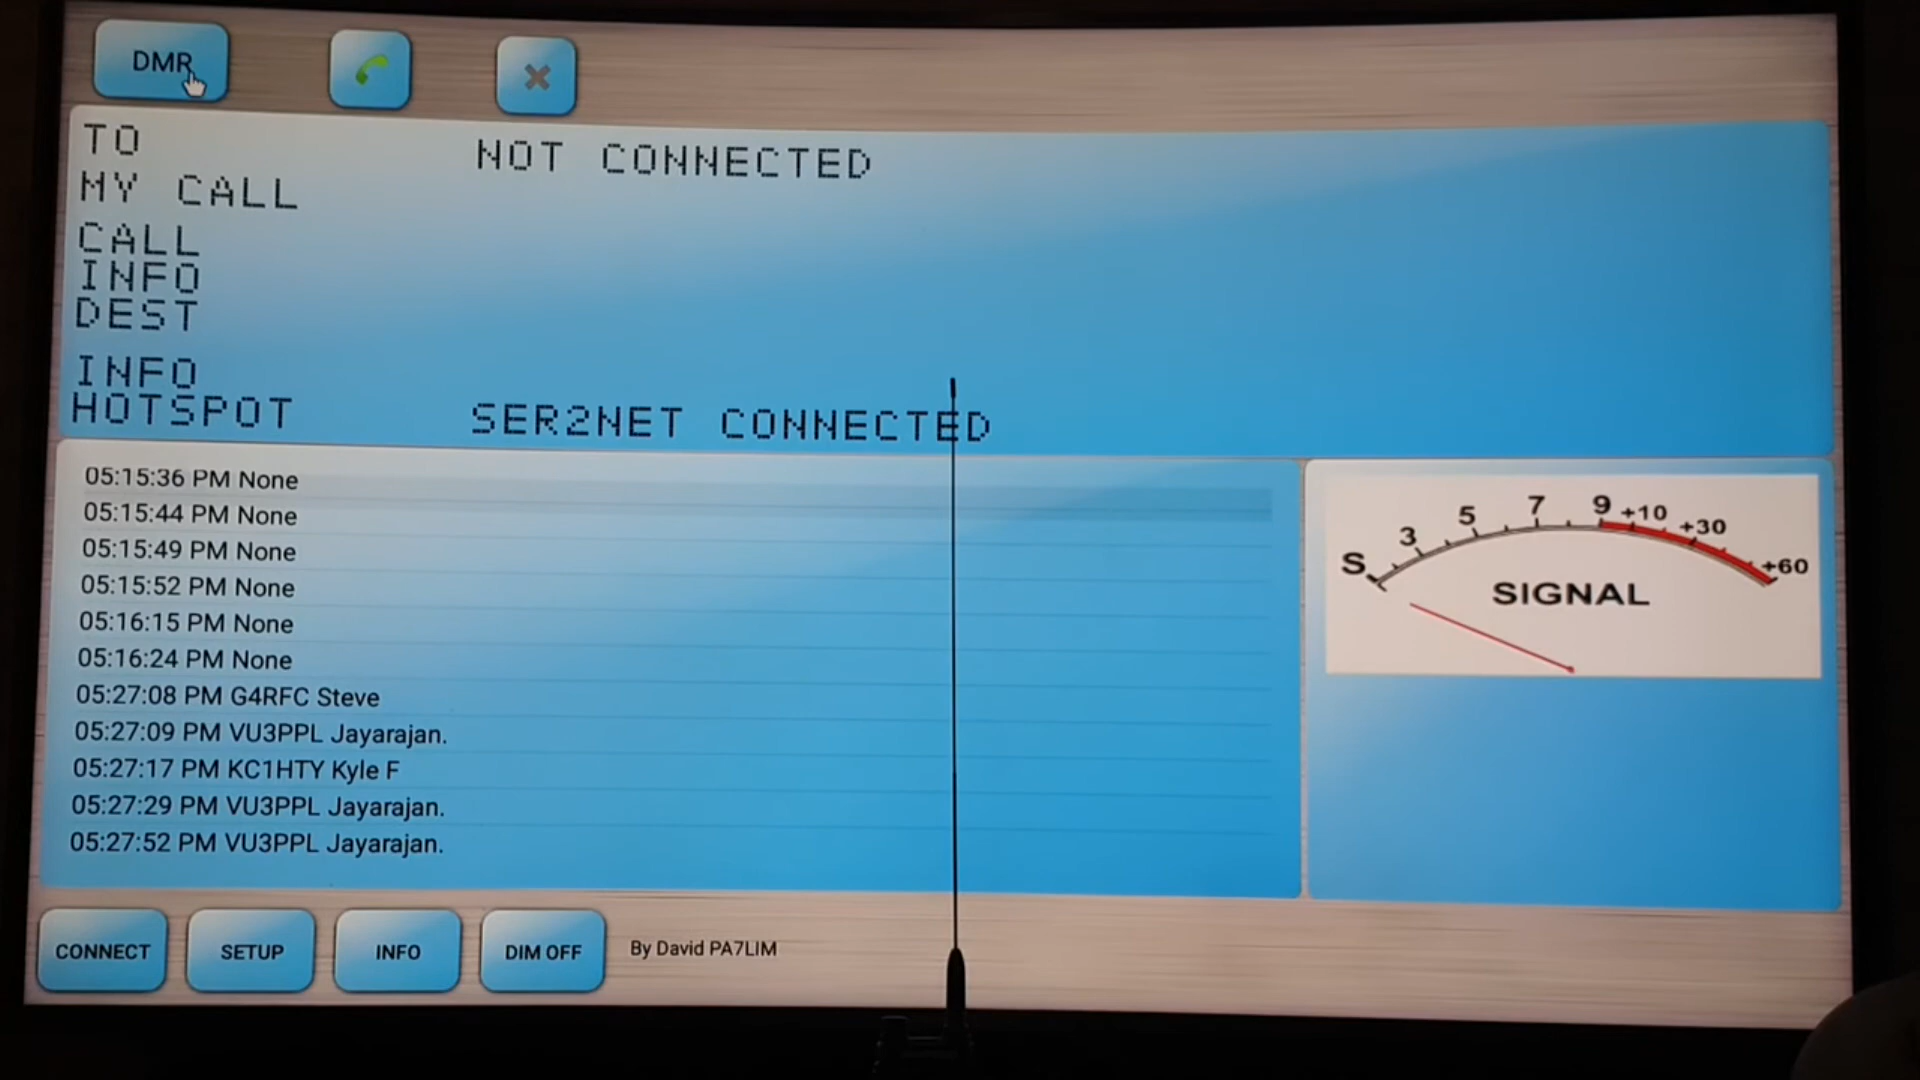 DMR
TO NOT CONNECTED
MY CALL
CALL
INFO
DEST
INFO
HOTSPOT SER2NET CONNECTED
05:15:36 PM None
05:15:44 PM None
05:15:49 PM None
05:15:52 PM None
05:16:15 PM None
05:16:24 PM None
05:27:08 PM G4RFC Steve
05:27:09 PM VU3PPL Jayarajan.
05:27:17 PM KC1HTY Kyle F
05:27:29 PM VU3PPL Jayarajan.
05:27:52 PM VU3PPL Jayarajan.
S 3 5 7 9 +10 +30 +60
SIGNAL
CONNECT SETUP INFO DIM OFF By David PA7LIM